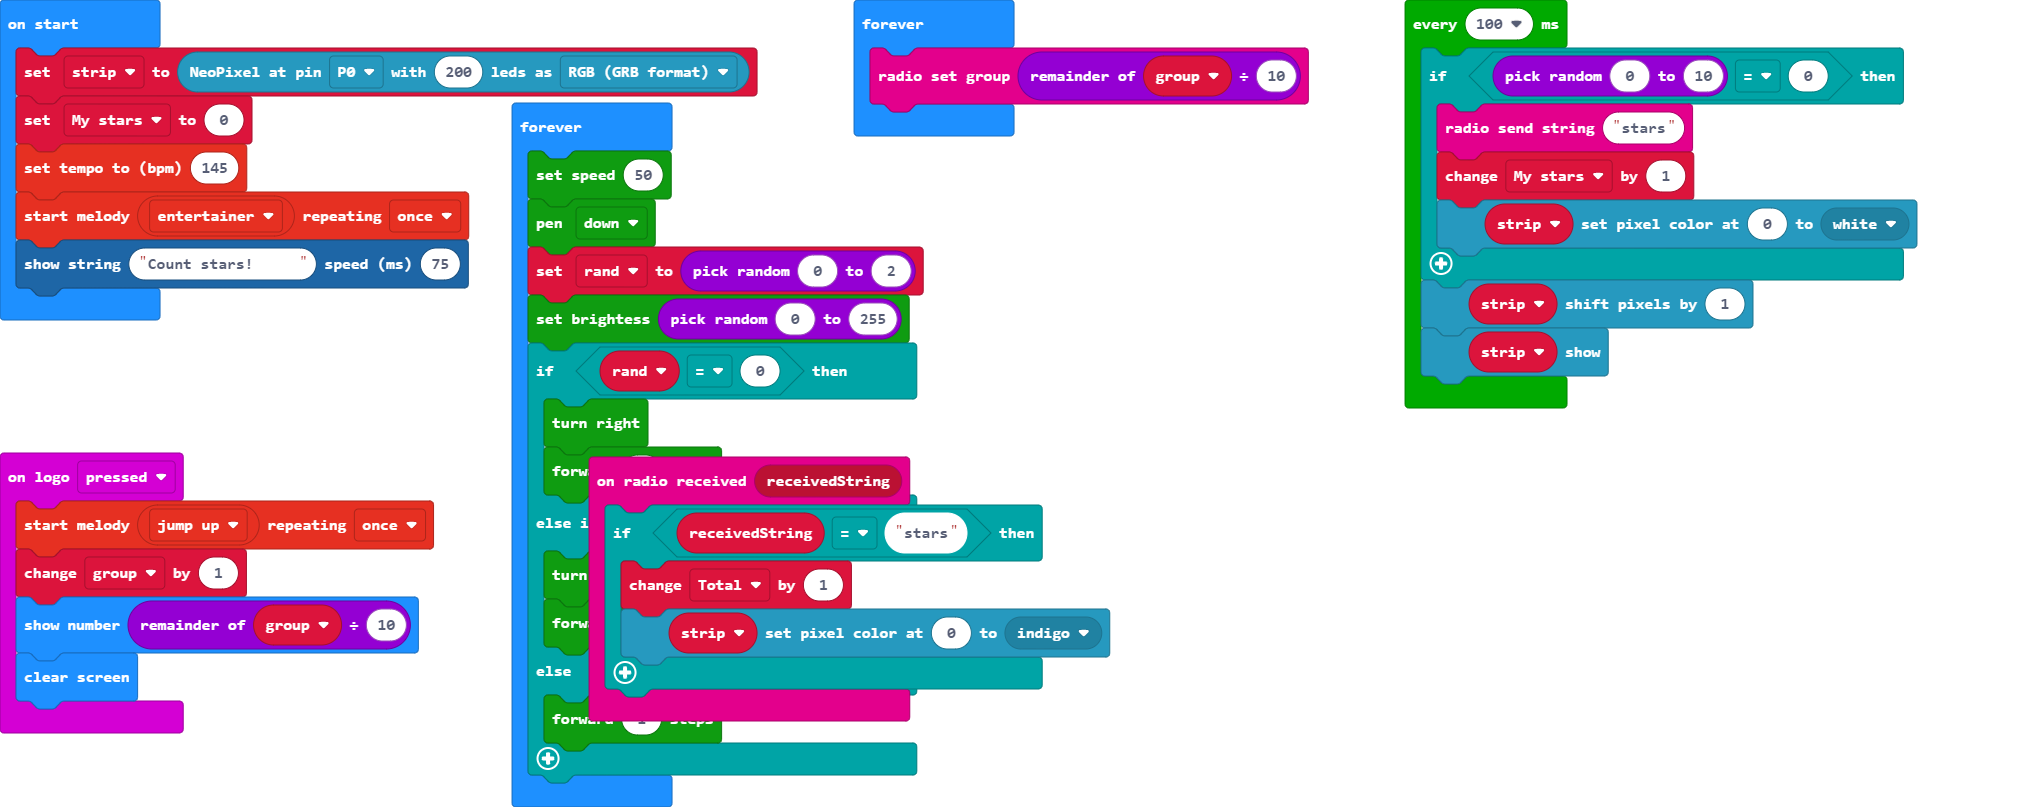 on start
set strip to NeoPixel at pin P0 with 200 leds as RGB (GRB format)
set My stars to 0
set tempo to (bpm) 145
start melody entertainer repeating once
show string "Count stars! " speed (ms) 75
forever
radio set group remainder of group ÷ 10
every 100 ms
if pick random 0 to 10 = 0 then
radio send string "stars"
change My stars by 1
strip set pixel color at 0 to white
strip shift pixels by 1
strip show
forever
set speed 50
pen down
set rand to pick random 0 to 2
set brightess pick random 0 to 255
if rand = 0 then
turn right
forw
else i
turn
forw
else
forward 1 steps
on logo pressed
start melody jump up repeating once
change group by 1
show number remainder of group ÷ 10
clear screen
on radio received receivedString
if receivedString = "stars" then
change Total by 1
strip set pixel color at 0 to indigo